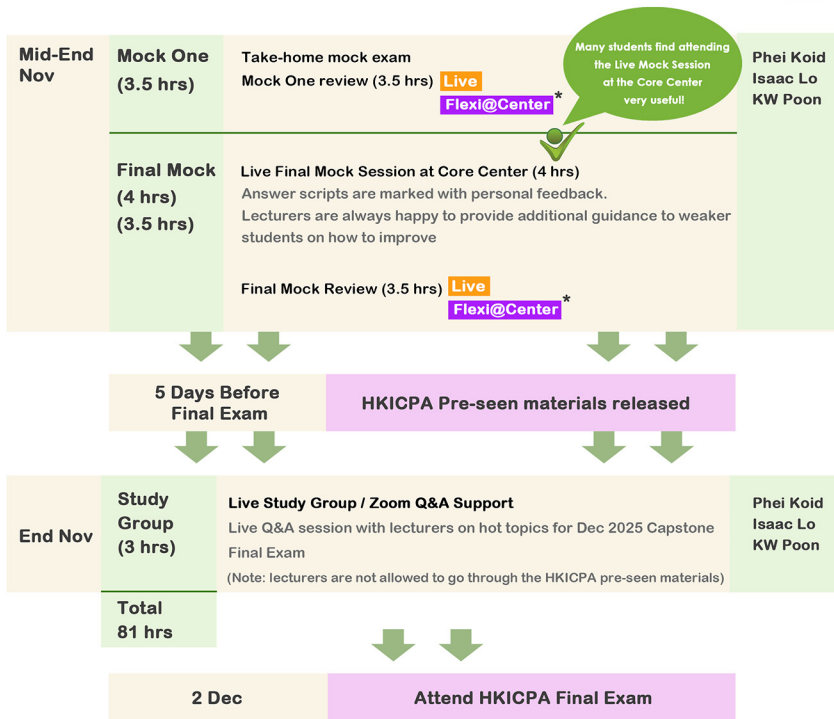 Mid-End
Nov
Mock One
(3.5 hrs)
Take-home mock exam
Mock One review (3.5 hrs) Live
Flexi@Center*
Many students find attending
the Live Mock Session
at the Core Center
very useful!
Phei Koid
Isaac Lo
KW Poon
Final Mock
(4 hrs)
(3.5 hrs)
Live Final Mock Session at Core Center (4 hrs)
Answer scripts are marked with personal feedback.
Lecturers are always happy to provide additional guidance to weaker
students on how to improve
Final Mock Review (3.5 hrs) Live
Flexi@Center*
5 Days Before
Final Exam
HKICPA Pre-seen materials released
End Nov
Study
Group
(3 hrs)
Live Study Group / Zoom Q&A Support
Live Q&A session with lecturers on hot topics for Dec 2025 Capstone
Final Exam
(Note: lecturers are not allowed to go through the HKICPA pre-seen materials)
Phei Koid
Isaac Lo
KW Poon
Total
81 hrs
2 Dec
Attend HKICPA Final Exam